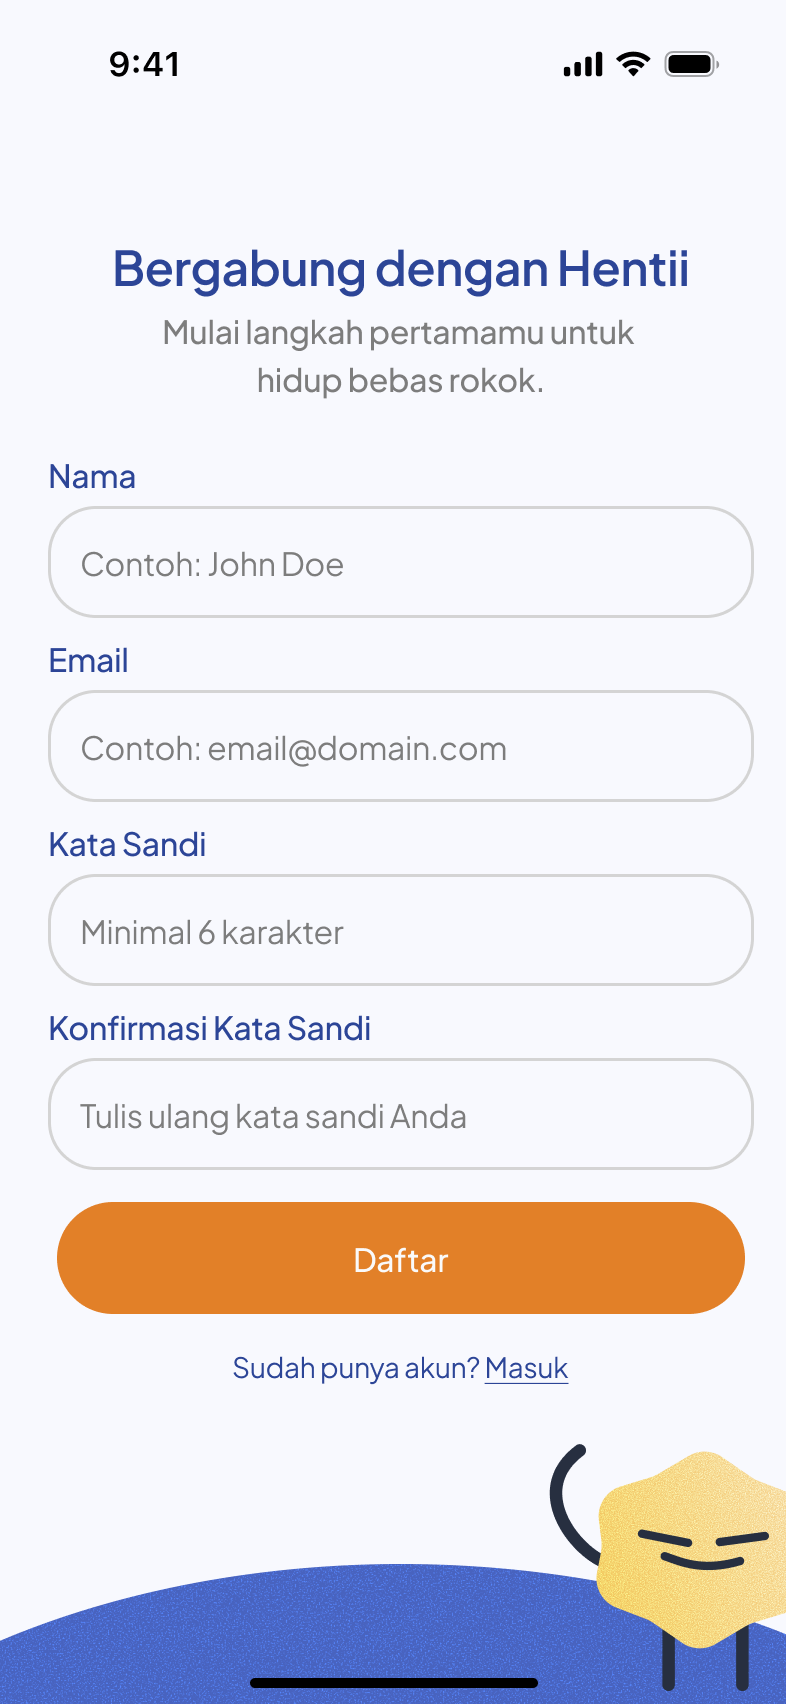 9:41
Bergabung dengan Hentii
Mulai langkah pertamamu untuk
hidup bebas rokok.
Nama
Contoh: John Doe
Email
Contoh: email@domain.com
Kata Sandi
Minimal 6 karakter
Konfirmasi Kata Sandi
Tulis ulang kata sandi Anda
Daftar
Sudah punya akun? Masuk